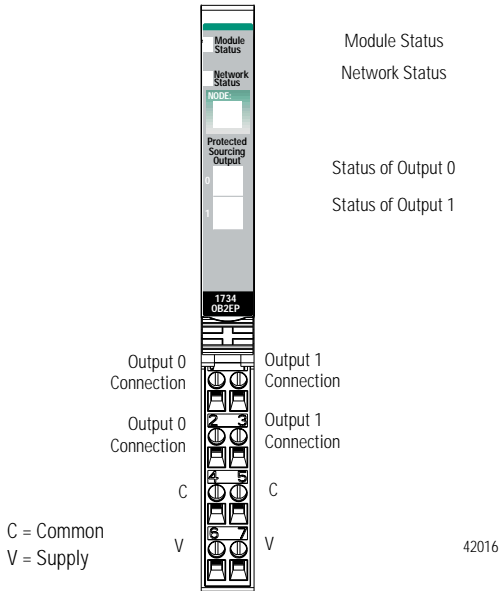 Module
Status
Module Status
Network
Status
Network Status
NODE:
Protected
Sourcing
Output
0
Status of Output 0
1
Status of Output 1
1734
OB2EP
Output 0
Connection
Output 1
Connection
2 3
Output 0
Connection
Output 1
Connection
4 5
C
C
6 7
V
V
C = Common
V = Supply
42016